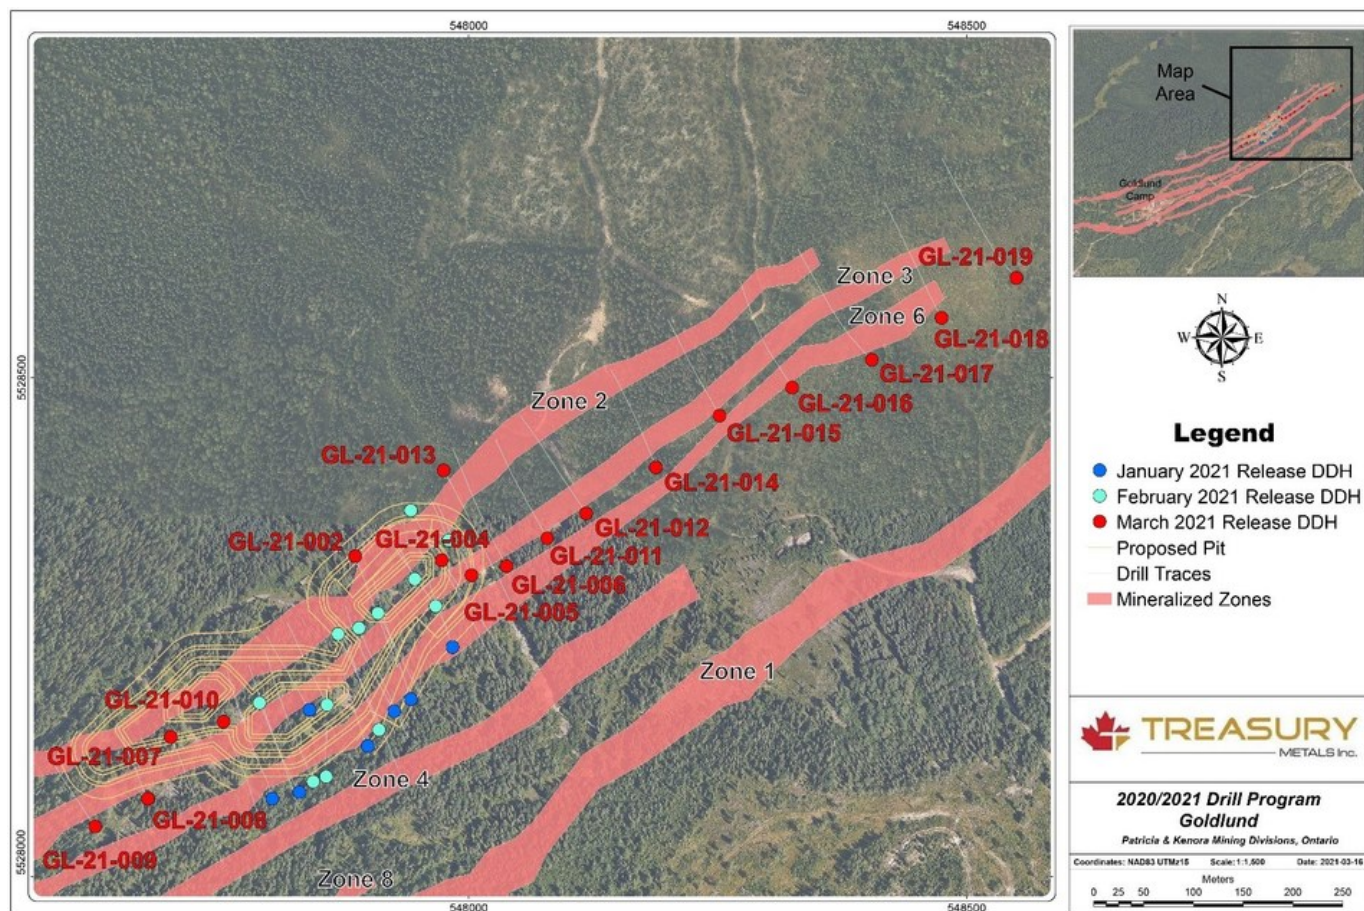 548000
548500
Map
Area
Goldlund
Camp
GL-21-019
Zone 3
Zone 6
GL-21-018
N
W
E
S
GL-21-017
5528500
Zone 2
GL-21-016
GL-21-015
Legend
GL-21-013
January 2021 Release DDH
GL-21-014
February 2021 Release DDH
GL-21-012
March 2021 Release DDH
GL-21-002
GL-21-004
GL-21-011
Proposed Pit
GL-21-006
Drill Traces
GL-21-005
Mineralized Zones
Zone 1
GL-21-010
TREASURY
METALS Inc.
GL-21-007
Zone 4
2020/2021 Drill Program
Goldlund
GL-21-008
Patricia & Kenora Mining Divisions, Ontario
GL-21-009
5528000
Coordinates: NAD83 UTMz15 Scale: 1:1,500 Date: 2021-03-16
Zone 8
Meters
0 25 50 100 150 200 250
548000
548500